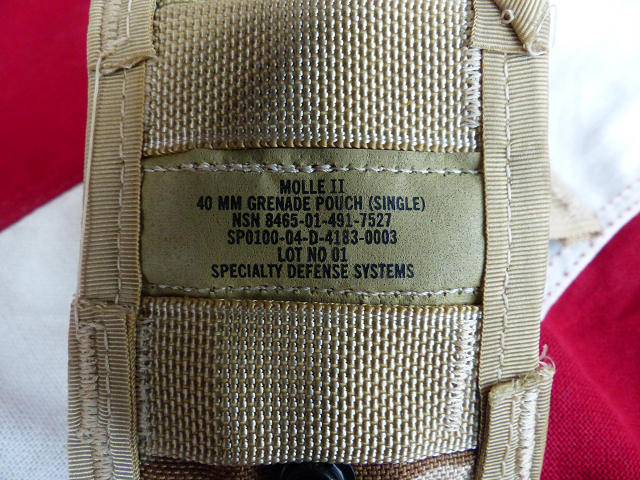 MOLLE II
40 MM GRENADE POUCH (SINGLE)
NSN 8465-01-491-7527
SP0100-04-D-4183-0003
LOT NO 01
SPECIALTY DEFENSE SYSTEMS